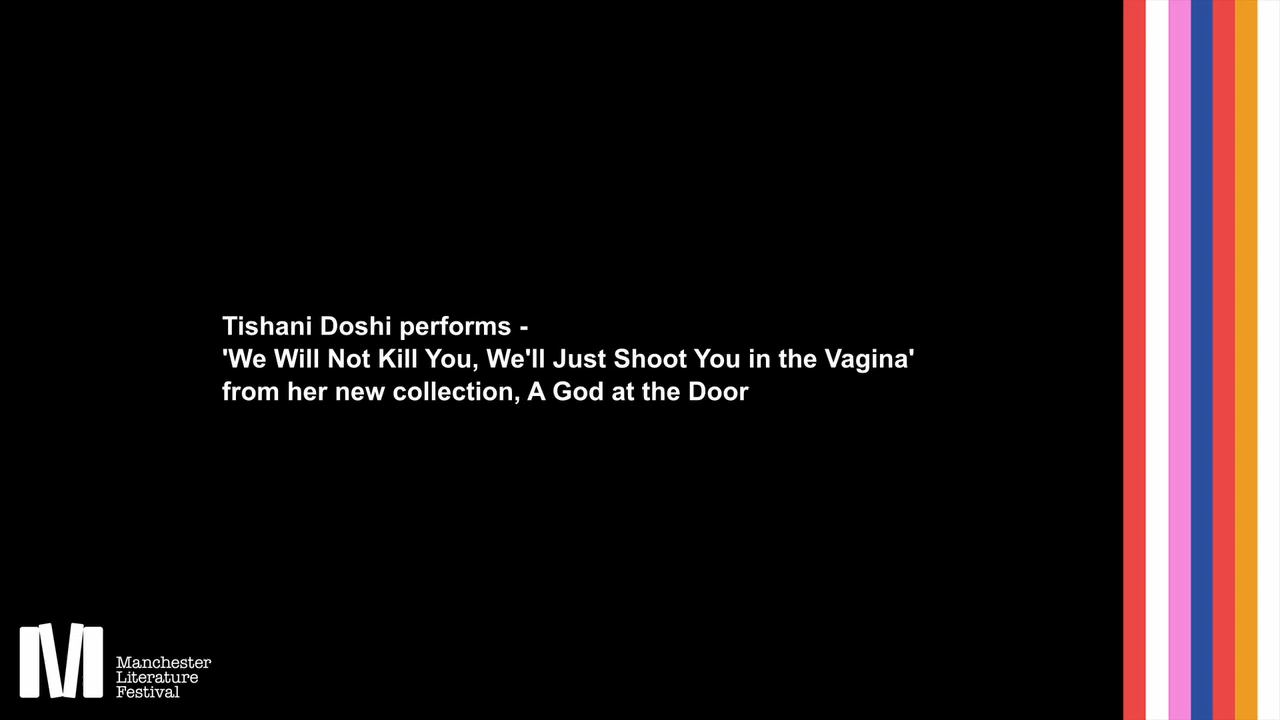 Tishani Doshi performs -
'We Will Not Kill You, We'll Just Shoot You in the Vagina'
from her new collection, A God at the Door
Manchester
Literature
Festival